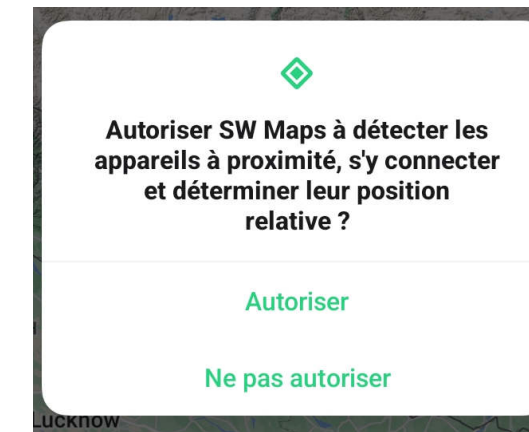 Autoriser SW Maps à détecter les
appareils à proximité, s'y connecter
et déterminer leur position
relative ?
Autoriser
Ne pas autoriser
Lucknow